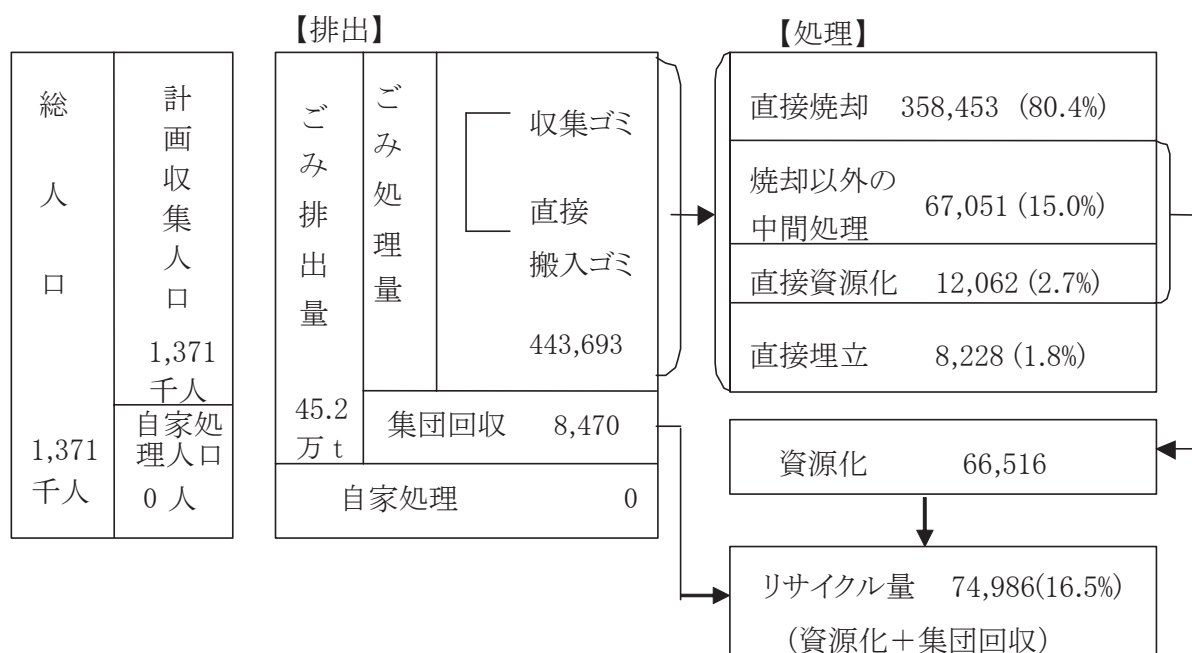 総人口
1,371
千人
計画収集人口
1,371
千人
自家処
理人口
0 人
【排出】
ごみ排出量
45.2
万 t
ごみ処理量
収集ゴミ
直接
搬入ゴミ
443,693
集団回収 8,470
自家処理 0
【処理】
直接焼却 358,453 (80.4%)
焼却以外の
中間処理 67,051 (15.0%)
直接資源化 12,062 (2.7%)
直接埋立 8,228 (1.8%)
資源化 66,516
リサイクル量 74,986(16.5%)
（資源化＋集団回収）